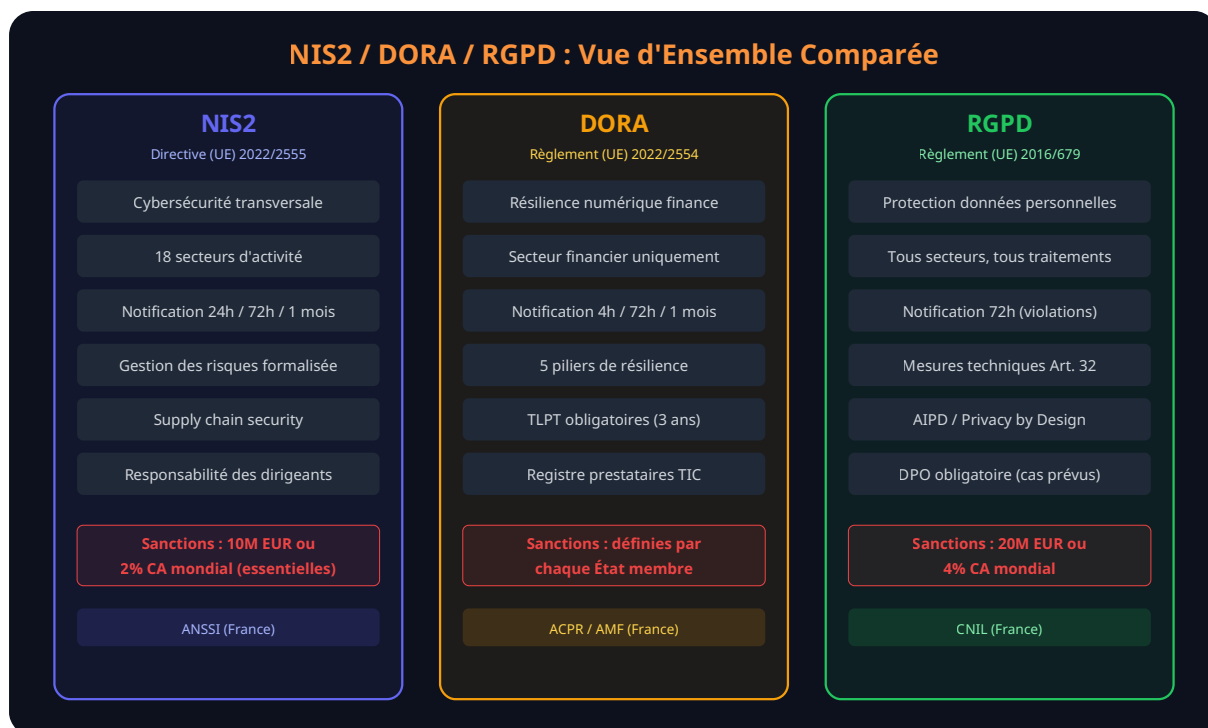 NIS2 / DORA / RGPD : Vue d'Ensemble Comparée
NIS2
Directive (UE) 2022/2555
Cybersécurité transversale
18 secteurs d'activité
Notification 24h / 72h / 1 mois
Gestion des risques formalisée
Supply chain security
Responsabilité des dirigeants
Sanctions : 10M EUR ou
2% CA mondial (essentielles)
ANSSI (France)
DORA
Règlement (UE) 2022/2554
Résilience numérique finance
Secteur financier uniquement
Notification 4h / 72h / 1 mois
5 piliers de résilience
TLPT obligatoires (3 ans)
Registre prestataires TIC
Sanctions : définies par
chaque État membre
ACPR / AMF (France)
RGPD
Règlement (UE) 2016/679
Protection données personnelles
Tous secteurs, tous traitements
Notification 72h (violations)
Mesures techniques Art. 32
AIPD / Privacy by Design
DPO obligatoire (cas prévus)
Sanctions : 20M EUR ou
4% CA mondial
CNIL (France)